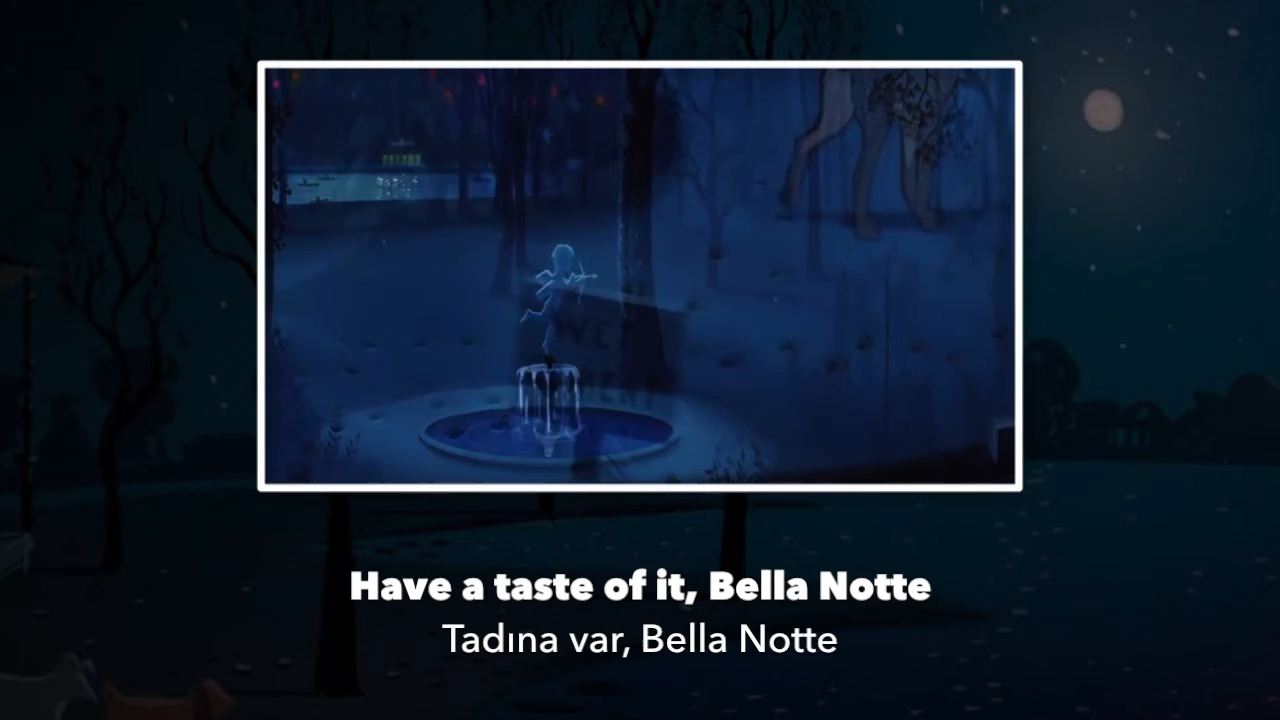 Have a taste of it, Bella Notte
Tadına var, Bella Notte